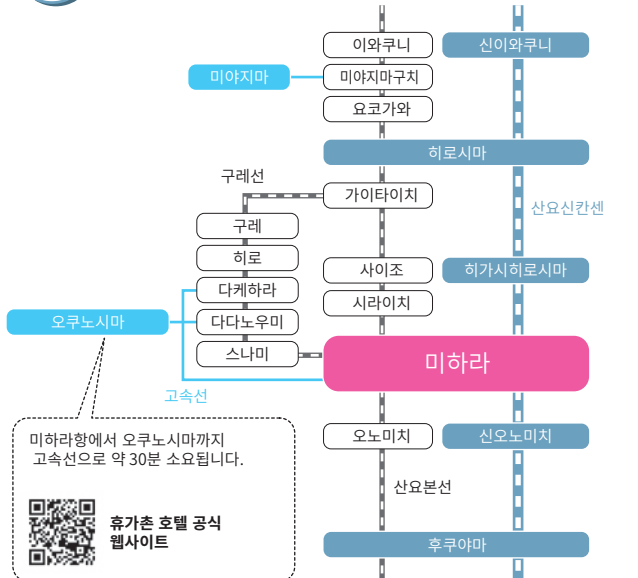 이와쿠니
신이와쿠니
미야지마
미야지마구치
요코가와
히로시마
구레선
가이타이치
산요신칸센
구레
히로
사이조
히가시히로시마
다케하라
시라이치
오쿠노시마
다다노우미
스나미
미하라
고속선
미하라항에서 오쿠노시마까지
고속선으로 약 30분 소요됩니다.
오노미치
신오노미치
산요본선
휴가촌 호텔 공식
웹사이트
후쿠야마